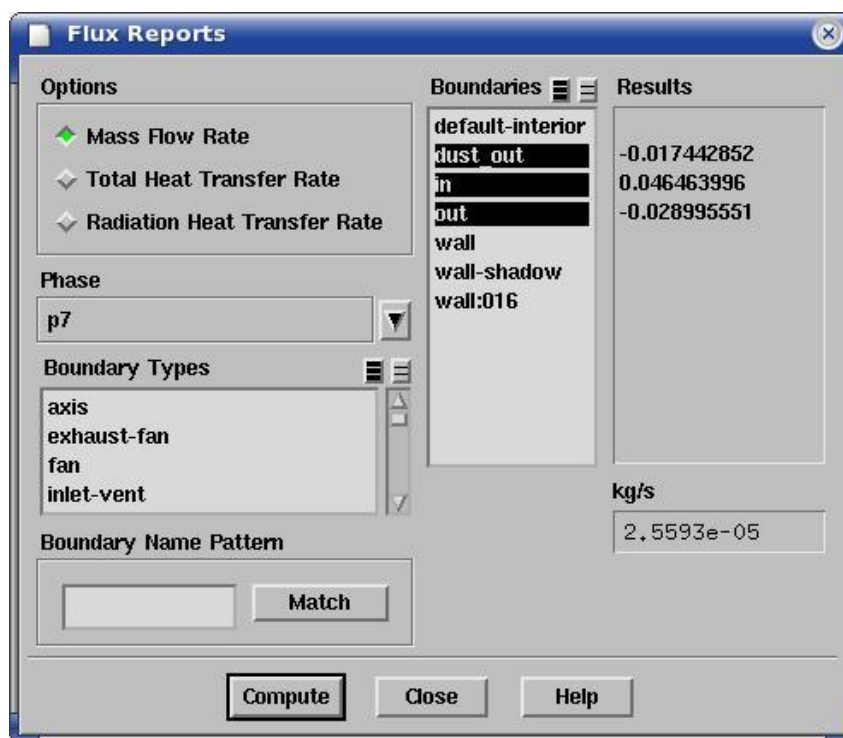 Flux Reports
Options
Mass Flow Rate
Total Heat Transfer Rate
Radiation Heat Transfer Rate
Phase
p7
Boundary Types
axis
exhaust-fan
fan
inlet-vent
Boundary Name Pattern
Match
Boundaries
default-interior
dust_out
in
out
wall
wall-shadow
wall:016
Results
-0.017442852
0.046463996
-0.028995551
kg/s
2.5593e-05
Compute
Close
Help